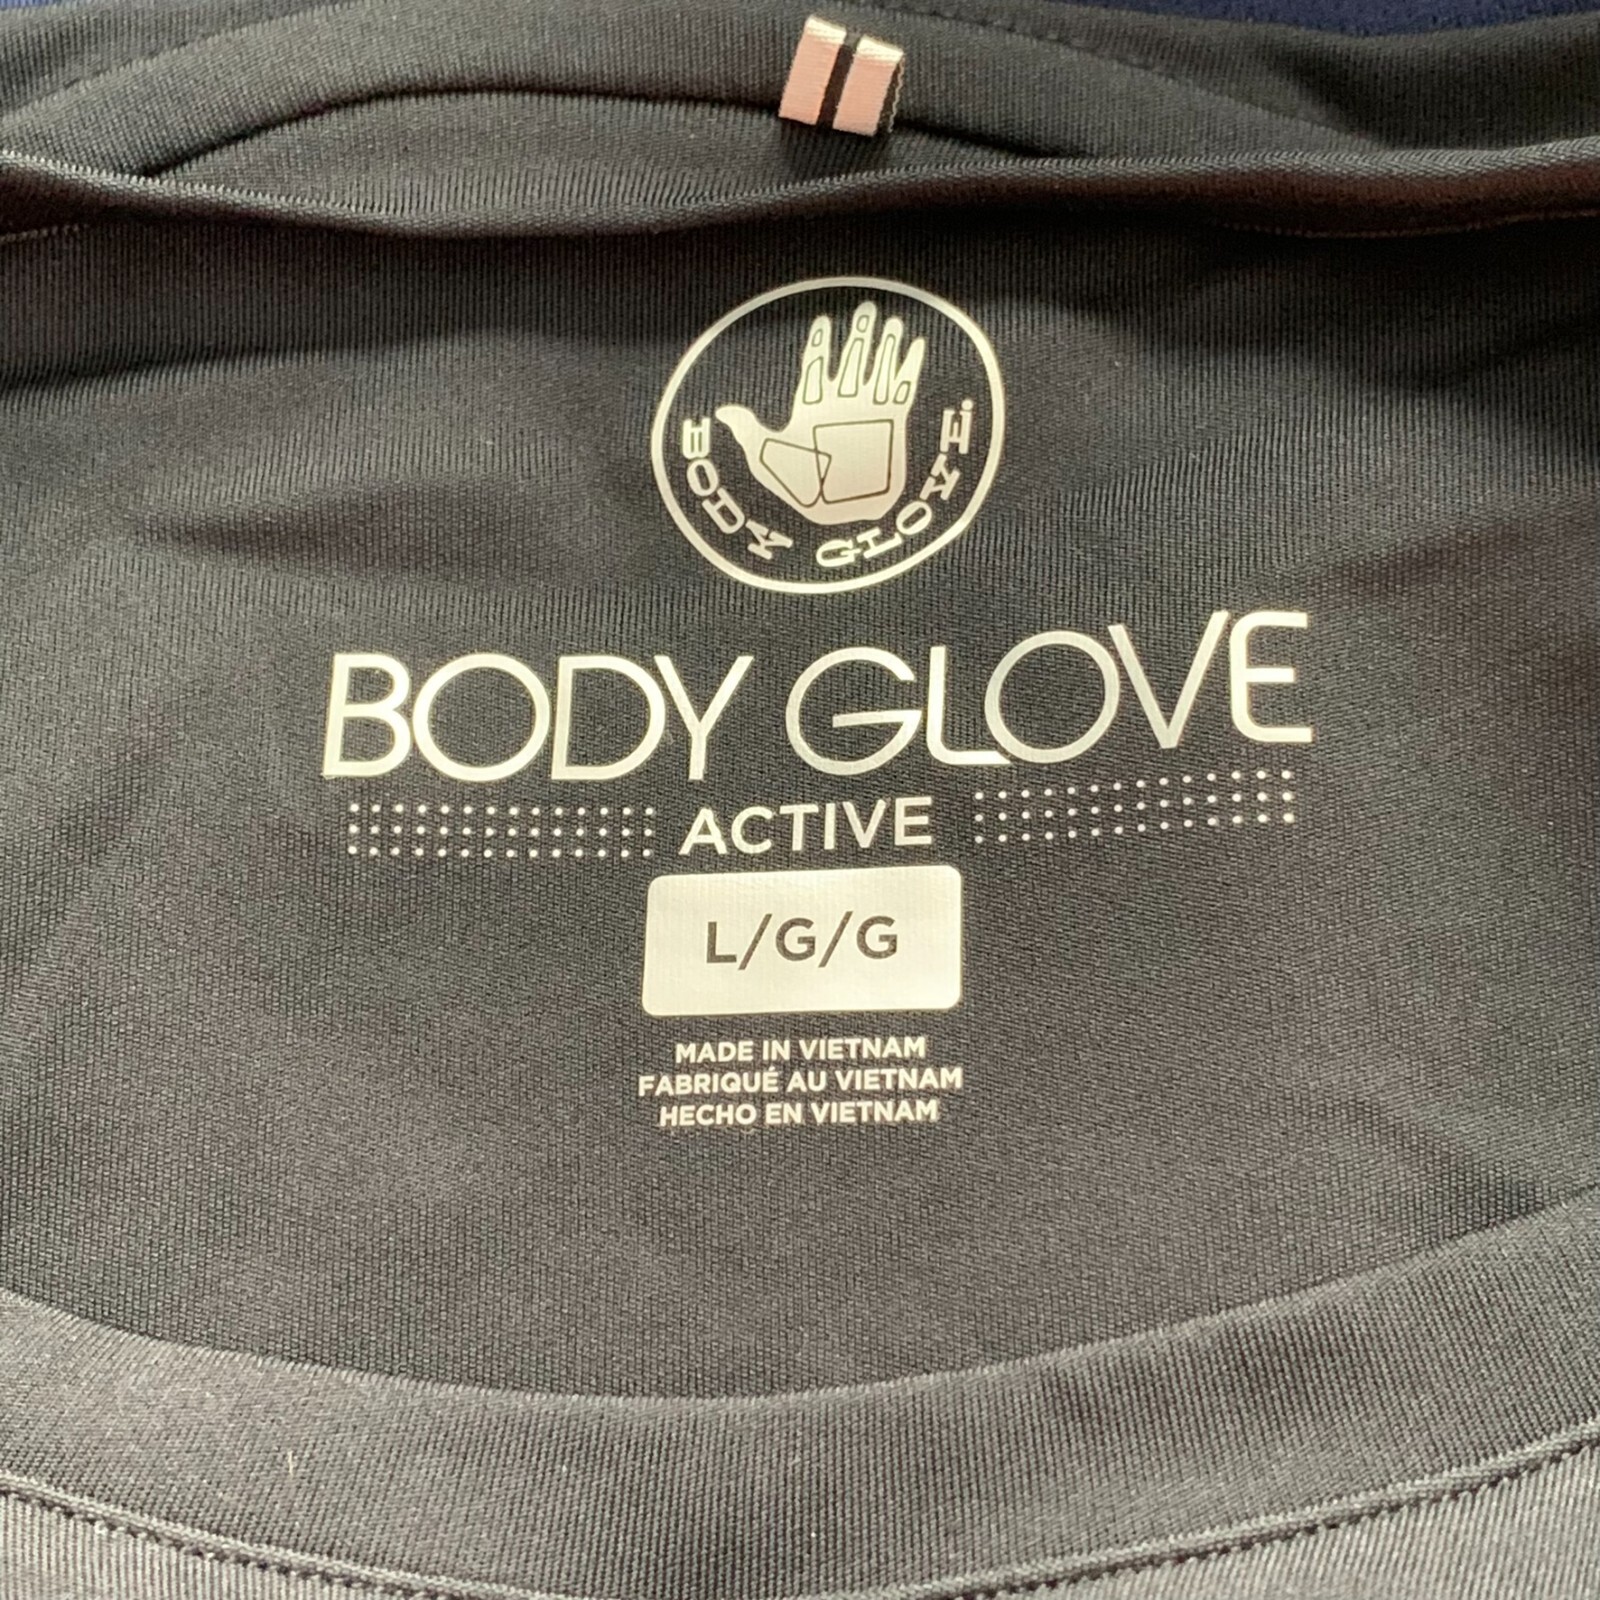 BODY GLOVE.
BODY GLOVE
ACTIVE
L/G/G
MADE IN VIETNAM
FABRIQUÉ AU VIETNAM
HECHO EN VIETNAM